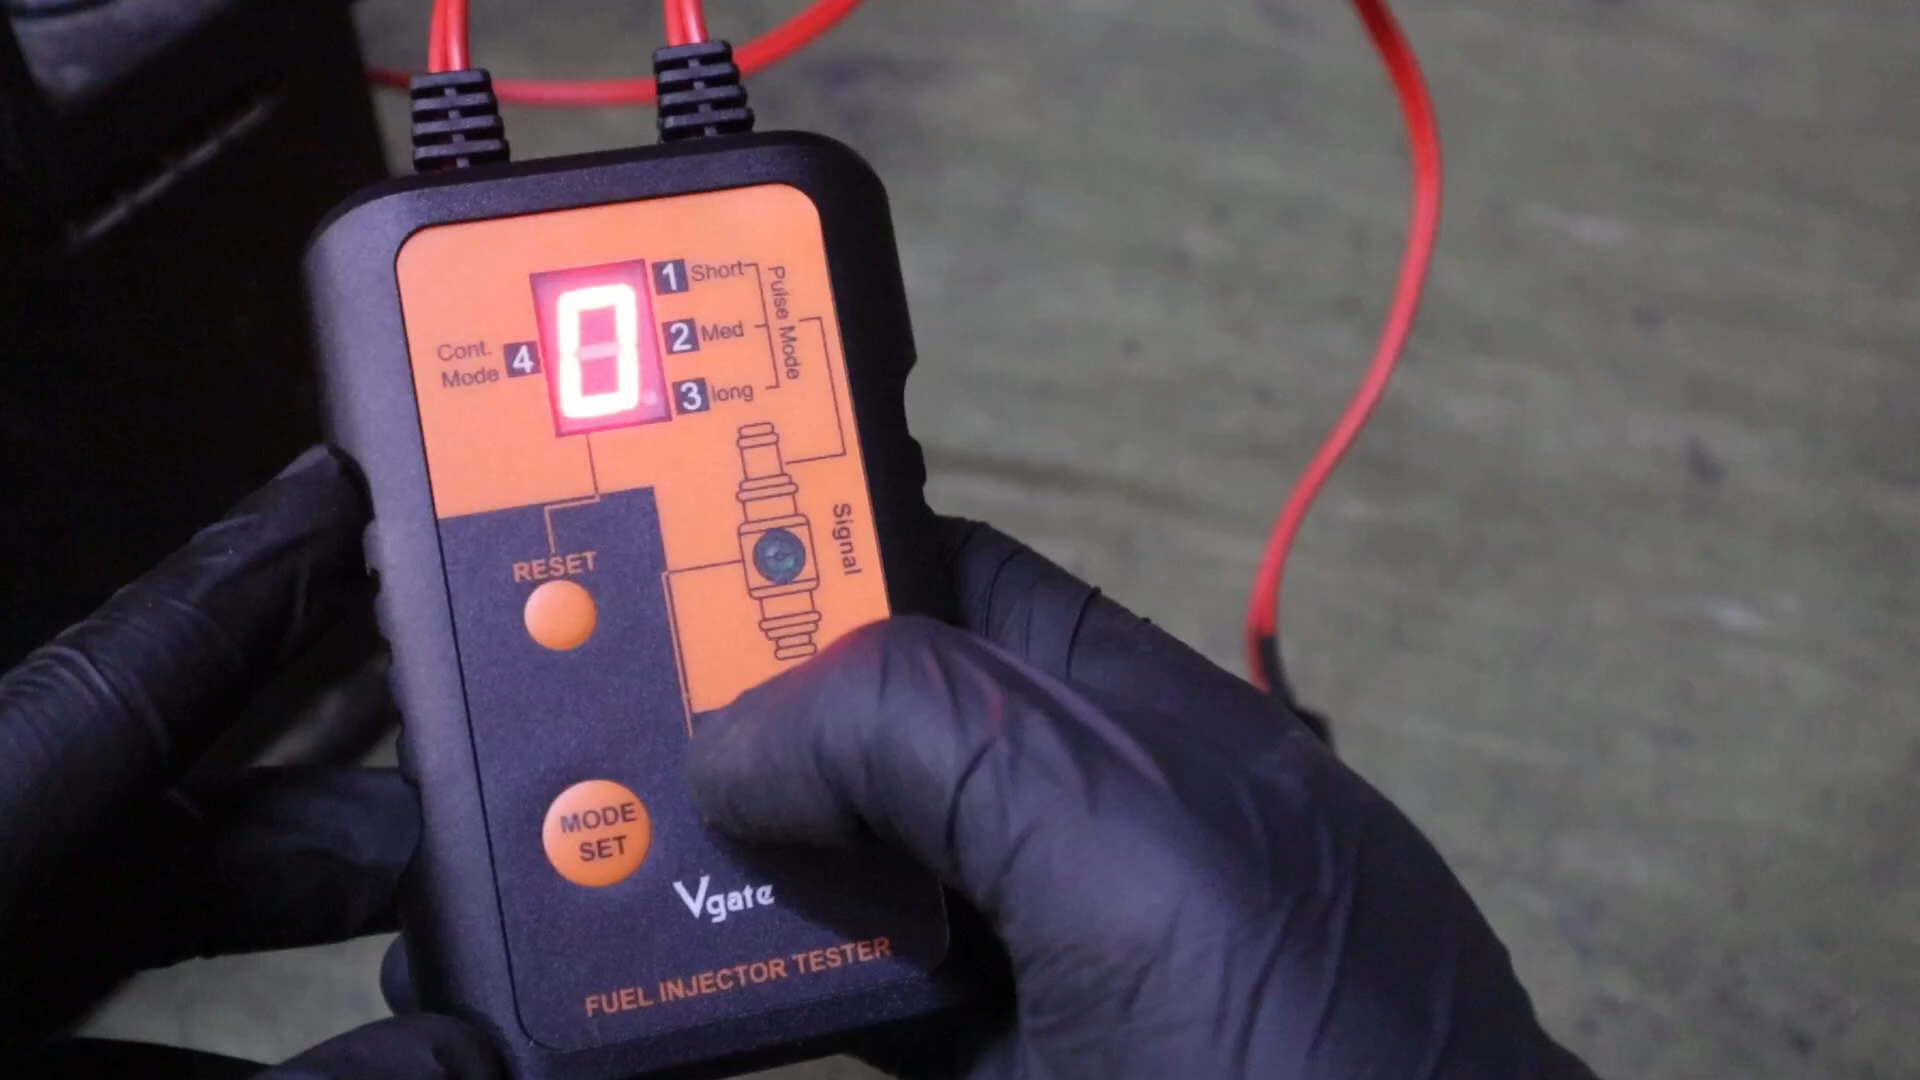 0
1 Short
2 Med
3 long
Pulse Mode
Cont.
Mode 4
Signal
RESET
MODE
SET
Vgate
FUEL INJECTOR TESTER